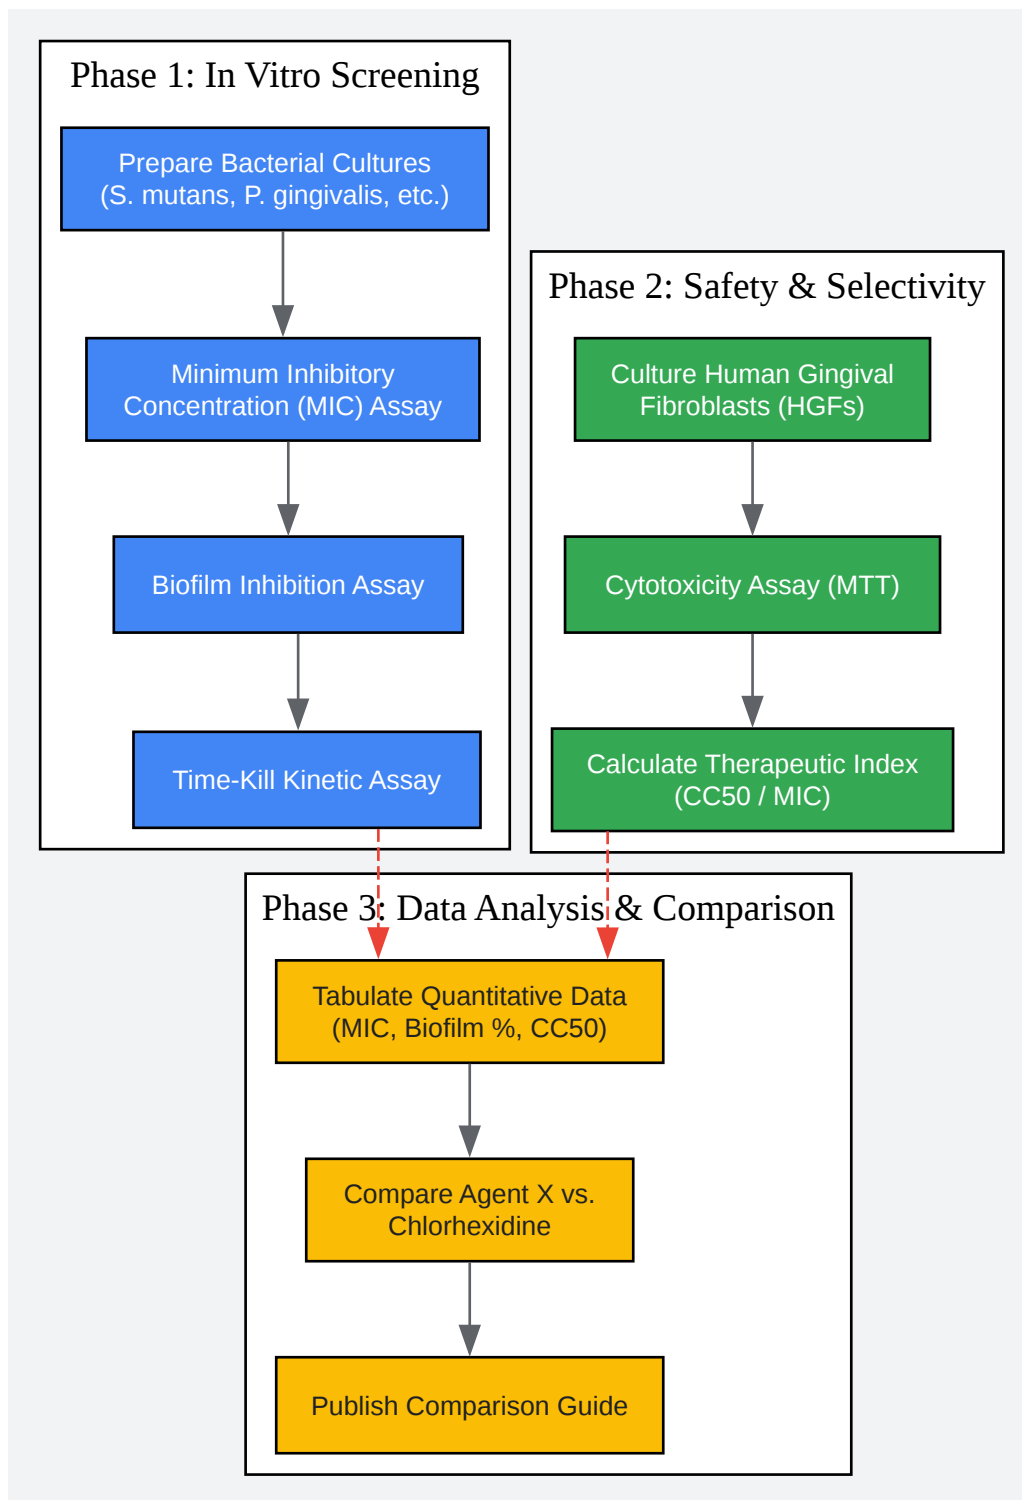 Phase 1: In Vitro Screening
Prepare Bacterial Cultures
(S. mutans, P. gingivalis, etc.)
Minimum Inhibitory
Concentration (MIC) Assay
Biofilm Inhibition Assay
Time-Kill Kinetic Assay
Phase 2: Safety & Selectivity
Culture Human Gingival
Fibroblasts (HGFs)
Cytotoxicity Assay (MTT)
Calculate Therapeutic Index
(CC50 / MIC)
Phase 3: Data Analysis & Comparison
Tabulate Quantitative Data
(MIC, Biofilm %, CC50)
Compare Agent X vs.
Chlorhexidine
Publish Comparison Guide